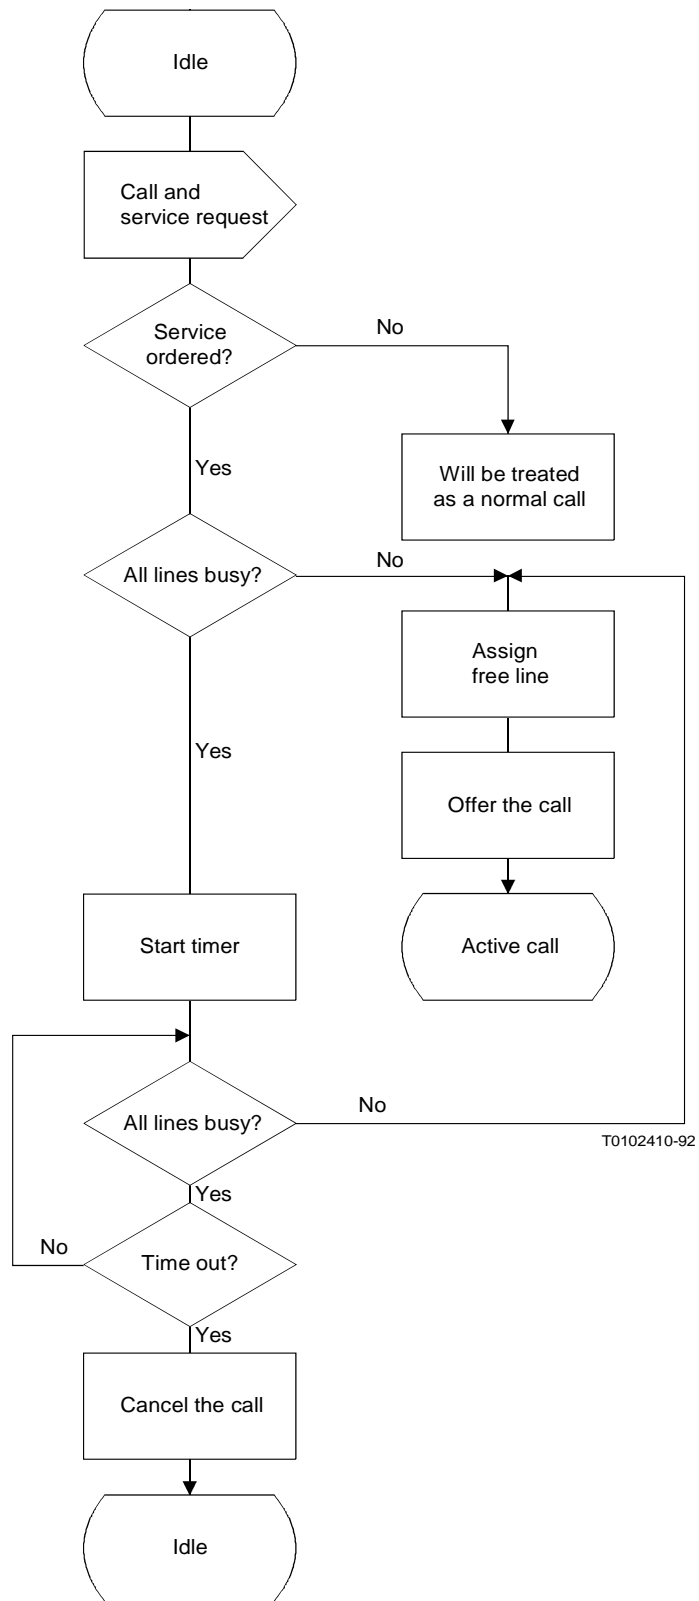 Idle
Call and
service request
Service
ordered?
No
Will be treated
as a normal call
Yes
All lines busy?
No
Assign
free line
Yes
Offer the call
Start timer
Active call
All lines busy?
No
T0102410-92
Yes
No
Time out?
Yes
Cancel the call
Idle